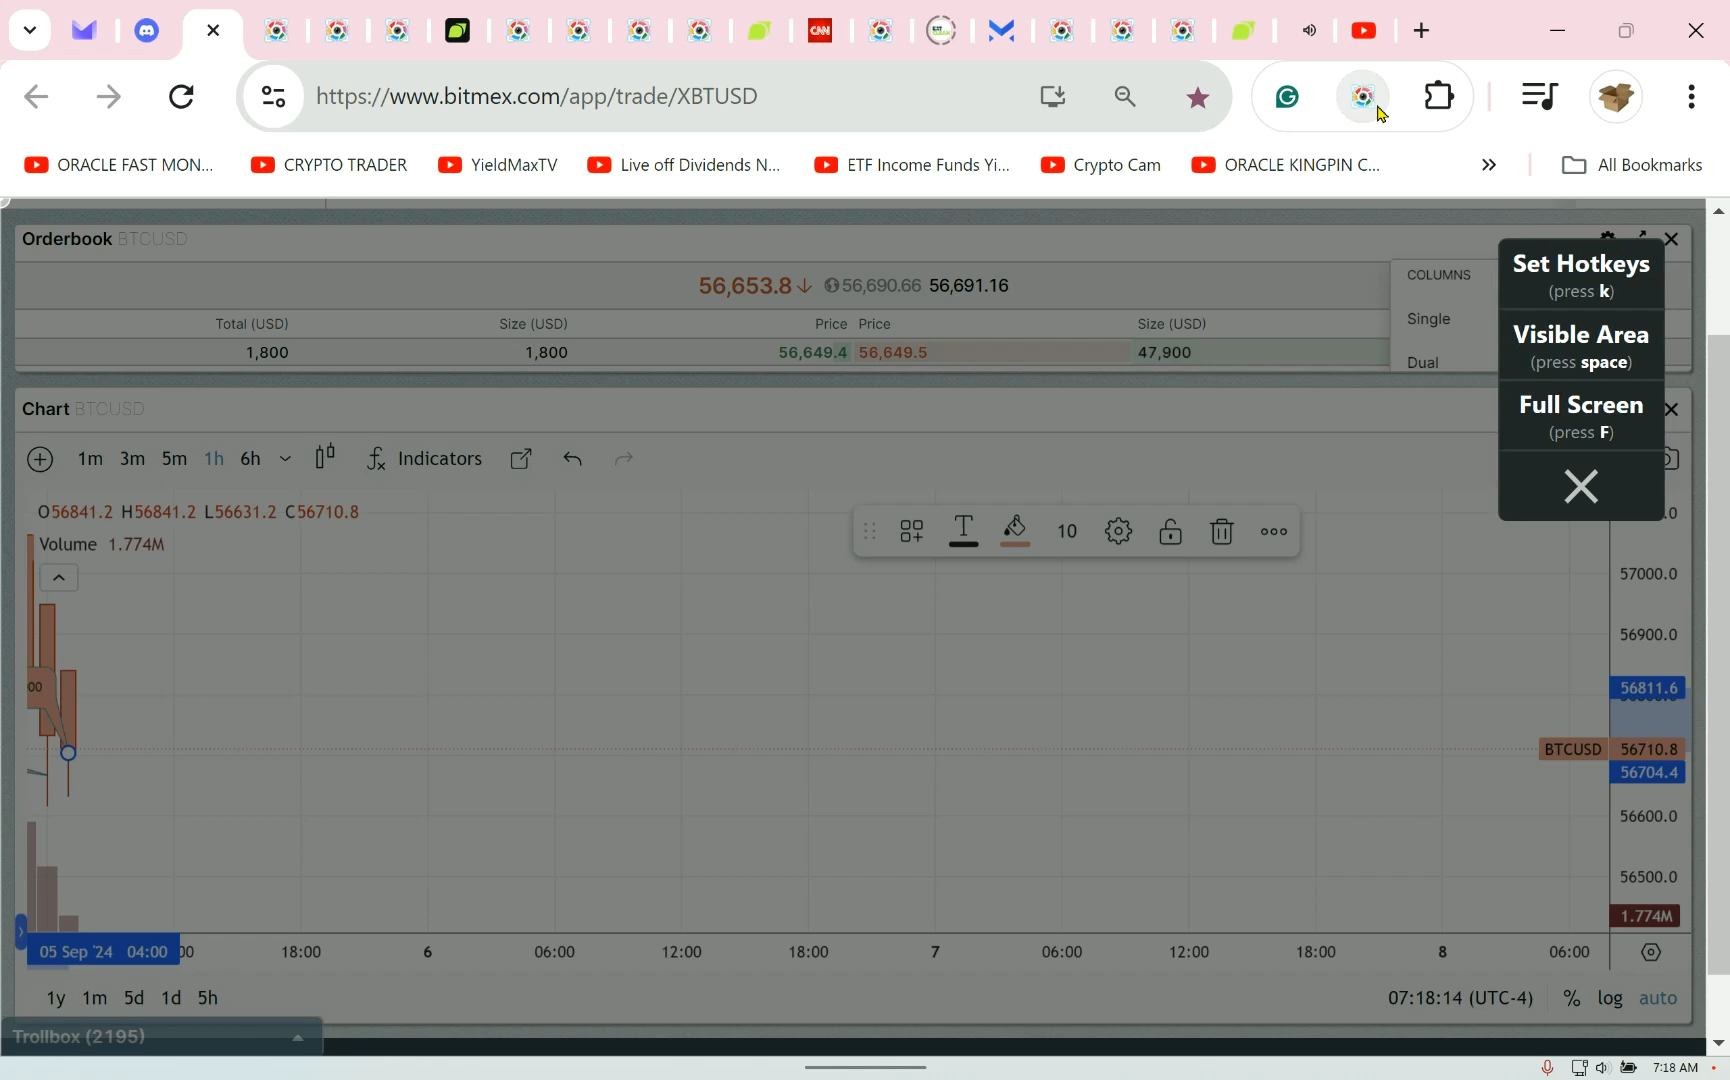 CNN
EAT
https://www.bitmex.com/app/trade/XBTUSD
ORACLE FAST MON... CRYPTO TRADER YieldMaxTV Live off Dividends N... ETF Income Funds Yi... Crypto Cam ORACLE KINGPIN C... » All Bookmarks
Orderbook BTCUSD
56,653.8↓ 56,690.66 56,691.16
COLUMNS
Total (USD) Size (USD) Price Price Size (USD)
Single
1,800 1,800 56,649.4 56,649.5 47,900
Dual
Set Hotkeys
(press k)
Visible Area
(press space)
Full Screen
(press F)
Chart BTCUSD
1m 3m 5m 1h 6h Indicators
O56841.2 H56841.2 L56631.2 C56710.8
Volume 1.774M
T 10
.0
57000.0
56900.0
00
56811.6
BTCUSD 56710.8
56704.4
56600.0
56500.0
1.774M
05 Sep '24 04:00 00 18:00 6 06:00 12:00 18:00 7 06:00 12:00 18:00 8 06:00
1y 1m 5d 1d 5h 07:18:14 (UTC-4) % log auto
Trollbox (2195)
7:18 AM